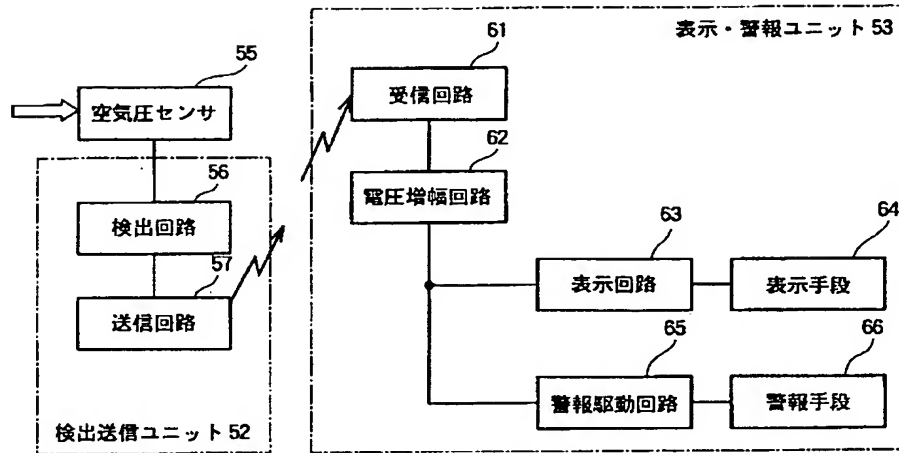 55
空気圧センサ
56
検出回路
57
送信回路
検出送信ユニット 52
表示・警報ユニット 53
61
受信回路
62
電圧増幅回路
63
表示回路
64
表示手段
65
警報駆動回路
66
警報手段